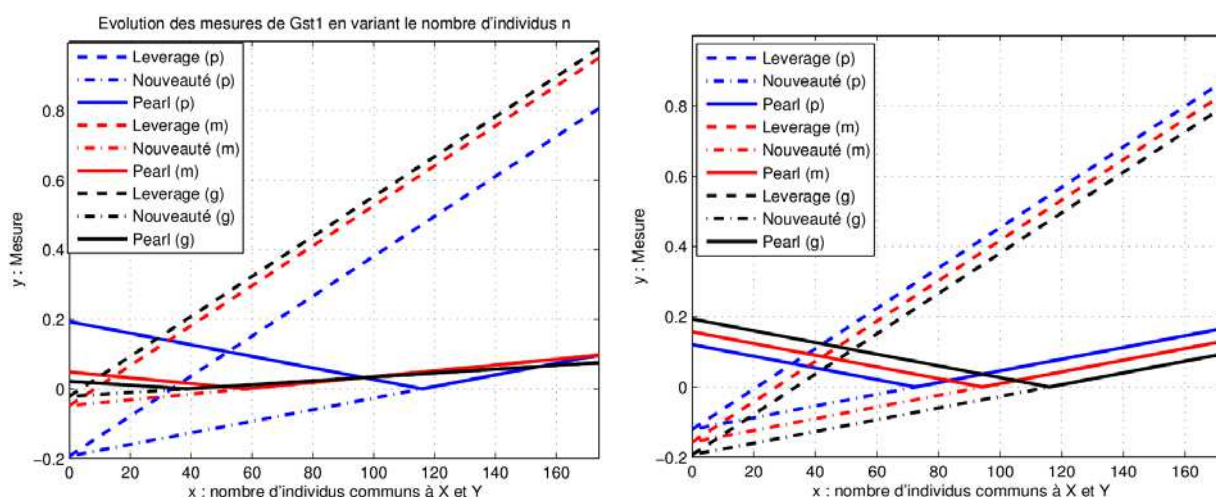 Evolution des mesures de Gst1 en variant le nombre d'individus n
Leverage (p)
Nouveauté (p)
Pearl (p)
Leverage (m)
Nouveauté (m)
Pearl (m)
Leverage (g)
Nouveauté (g)
Pearl (g)
y : Mesure
0.8
0.6
0.4
0.2
0
−0.2
0
20
40
60
80
100
120
140
160
x : nombre d'individus communs à X et Y
Leverage (p)
Nouveauté (p)
Pearl (p)
Leverage (m)
Nouveauté (m)
Pearl (m)
Leverage (g)
Nouveauté (g)
Pearl (g)
y : Mesure
0.8
0.6
0.4
0.2
0
−0.2
0
20
40
60
80
100
120
140
160
x : nombre d'individus communs à X et Y